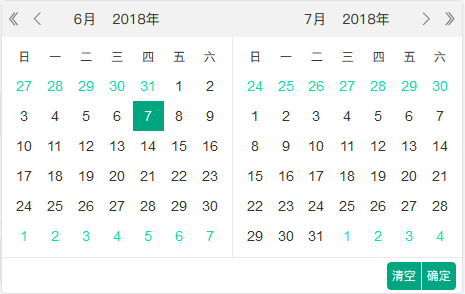 6月 2018年 7月 2018年
日 一 二 三 四 五 六 日 一 二 三 四 五 六
27 28 29 30 31 1 2 24 25 26 27 28 29 30
3 4 5 6 7 8 9 1 2 3 4 5 6 7
10 11 12 13 14 15 16 8 9 10 11 12 13 14
17 18 19 20 21 22 23 15 16 17 18 19 20 21
24 25 26 27 28 29 30 22 23 24 25 26 27 28
1 2 3 4 5 6 7 29 30 31 1 2 3 4
清空 确定